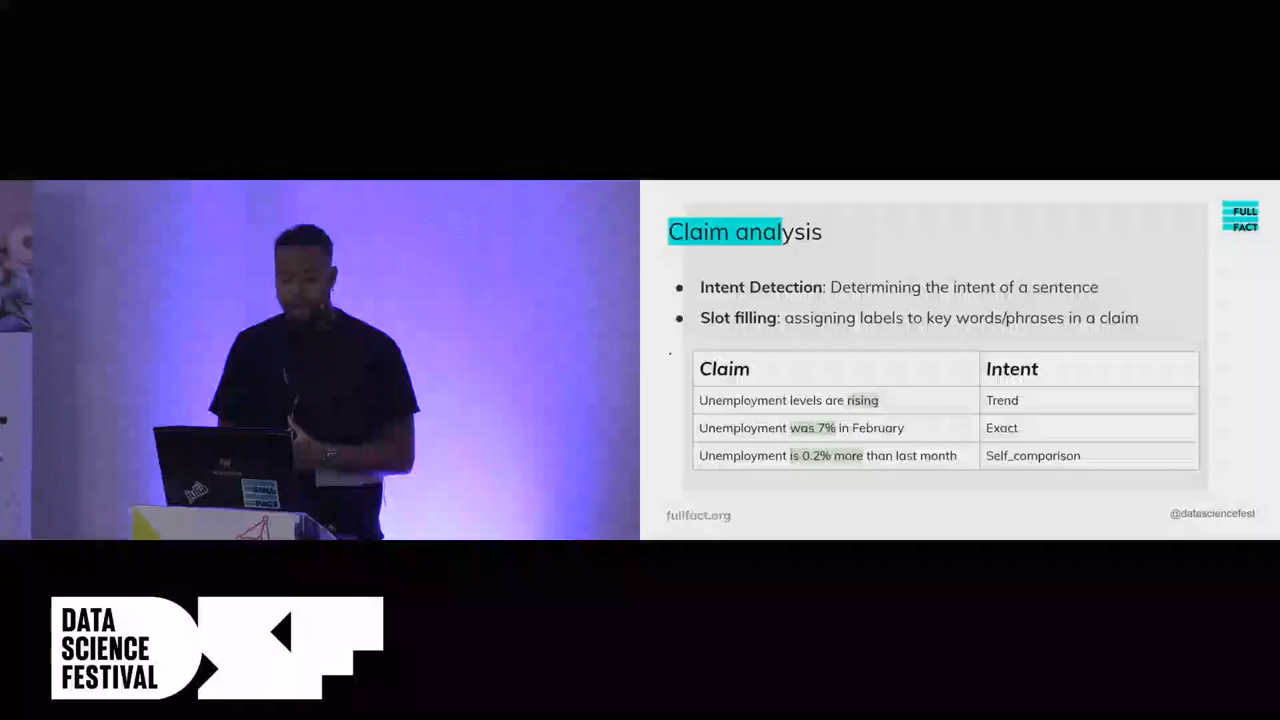 Claim analysis
FULL
FACT
● Intent Detection: Determining the intent of a sentence
● Slot filling: assigning labels to key words/phrases in a claim
Claim Intent
Unemployment levels are rising Trend
Unemployment was 7% in February Exact
Unemployment is 0.2% more than last month Self_comparison
fullfact.org
@datasciencefest
FULL
FACT
DATA
SCIENCE
FESTIVAL